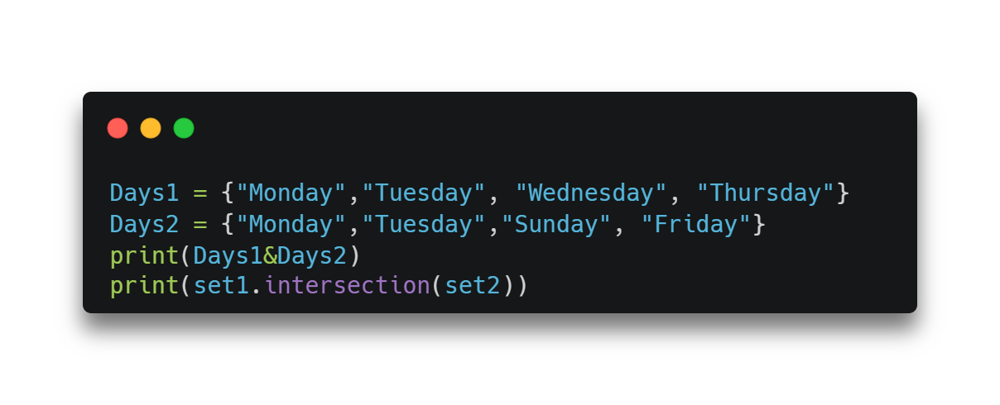 Days1 = {"Monday","Tuesday", "Wednesday", "Thursday"}
Days2 = {"Monday","Tuesday","Sunday", "Friday"}
print(Days1&Days2)
print(set1.intersection(set2))